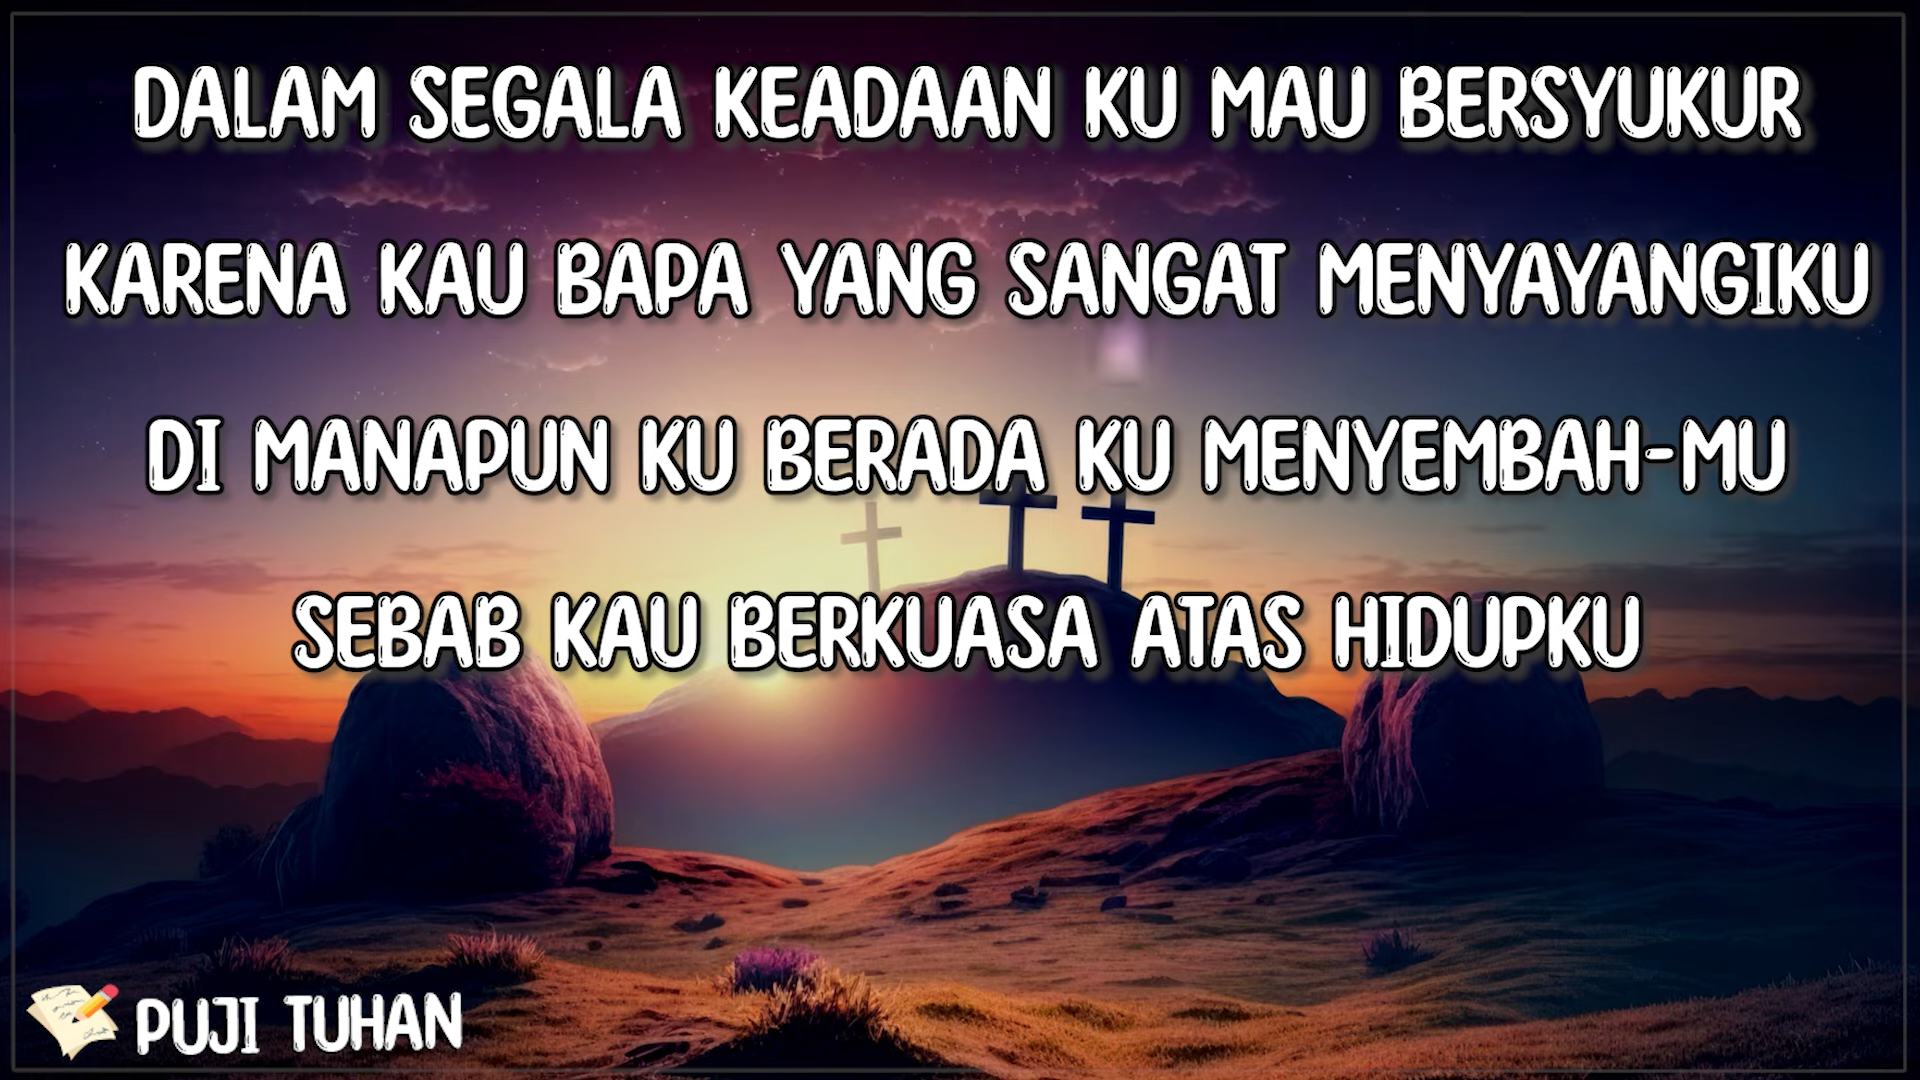 DALAM SEGALA KEADAAN KU MAU BERSYUKUR
KARENA KAU BAPA YANG SANGAT MENYAYANGIKU
DI MANAPUN KU BERADA KU MENYEMBAH-MU
SEBAB KAU BERKUASA ATAS HIDUPKU
PUJI TUHAN